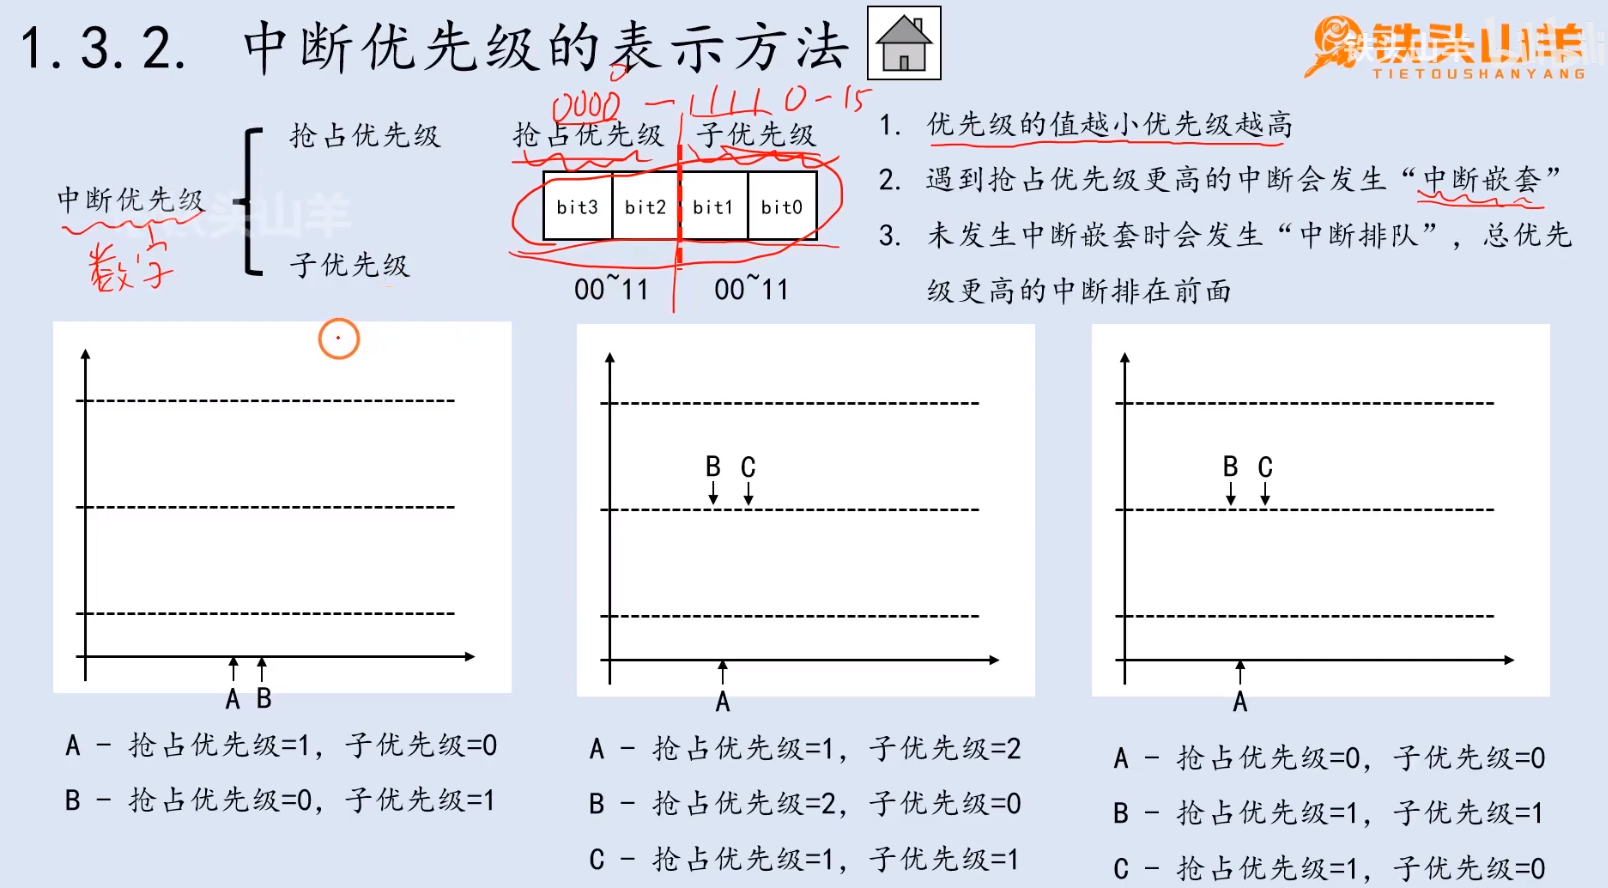 1.3.2. 中断优先级的表示方法
铁头山羊
TIETOUSHANYANG
0
0000 — 1111 0-15
抢占优先级
中断优先级
数字
子优先级
抢占优先级 子优先级
bit3 bit2 bit1 bit0
00~11 00~11
1. 优先级的值越小优先级越高
2. 遇到抢占优先级更高的中断会发生“中断嵌套”
3. 未发生中断嵌套时会发生“中断排队”，总优先
级更高的中断排在前面
铁头山羊
A B
A - 抢占优先级=1，子优先级=0
B - 抢占优先级=0，子优先级=1
B C
A
A - 抢占优先级=1，子优先级=2
B - 抢占优先级=2，子优先级=0
C - 抢占优先级=1，子优先级=1
B C
A
A - 抢占优先级=0，子优先级=0
B - 抢占优先级=1，子优先级=1
C - 抢占优先级=1，子优先级=0